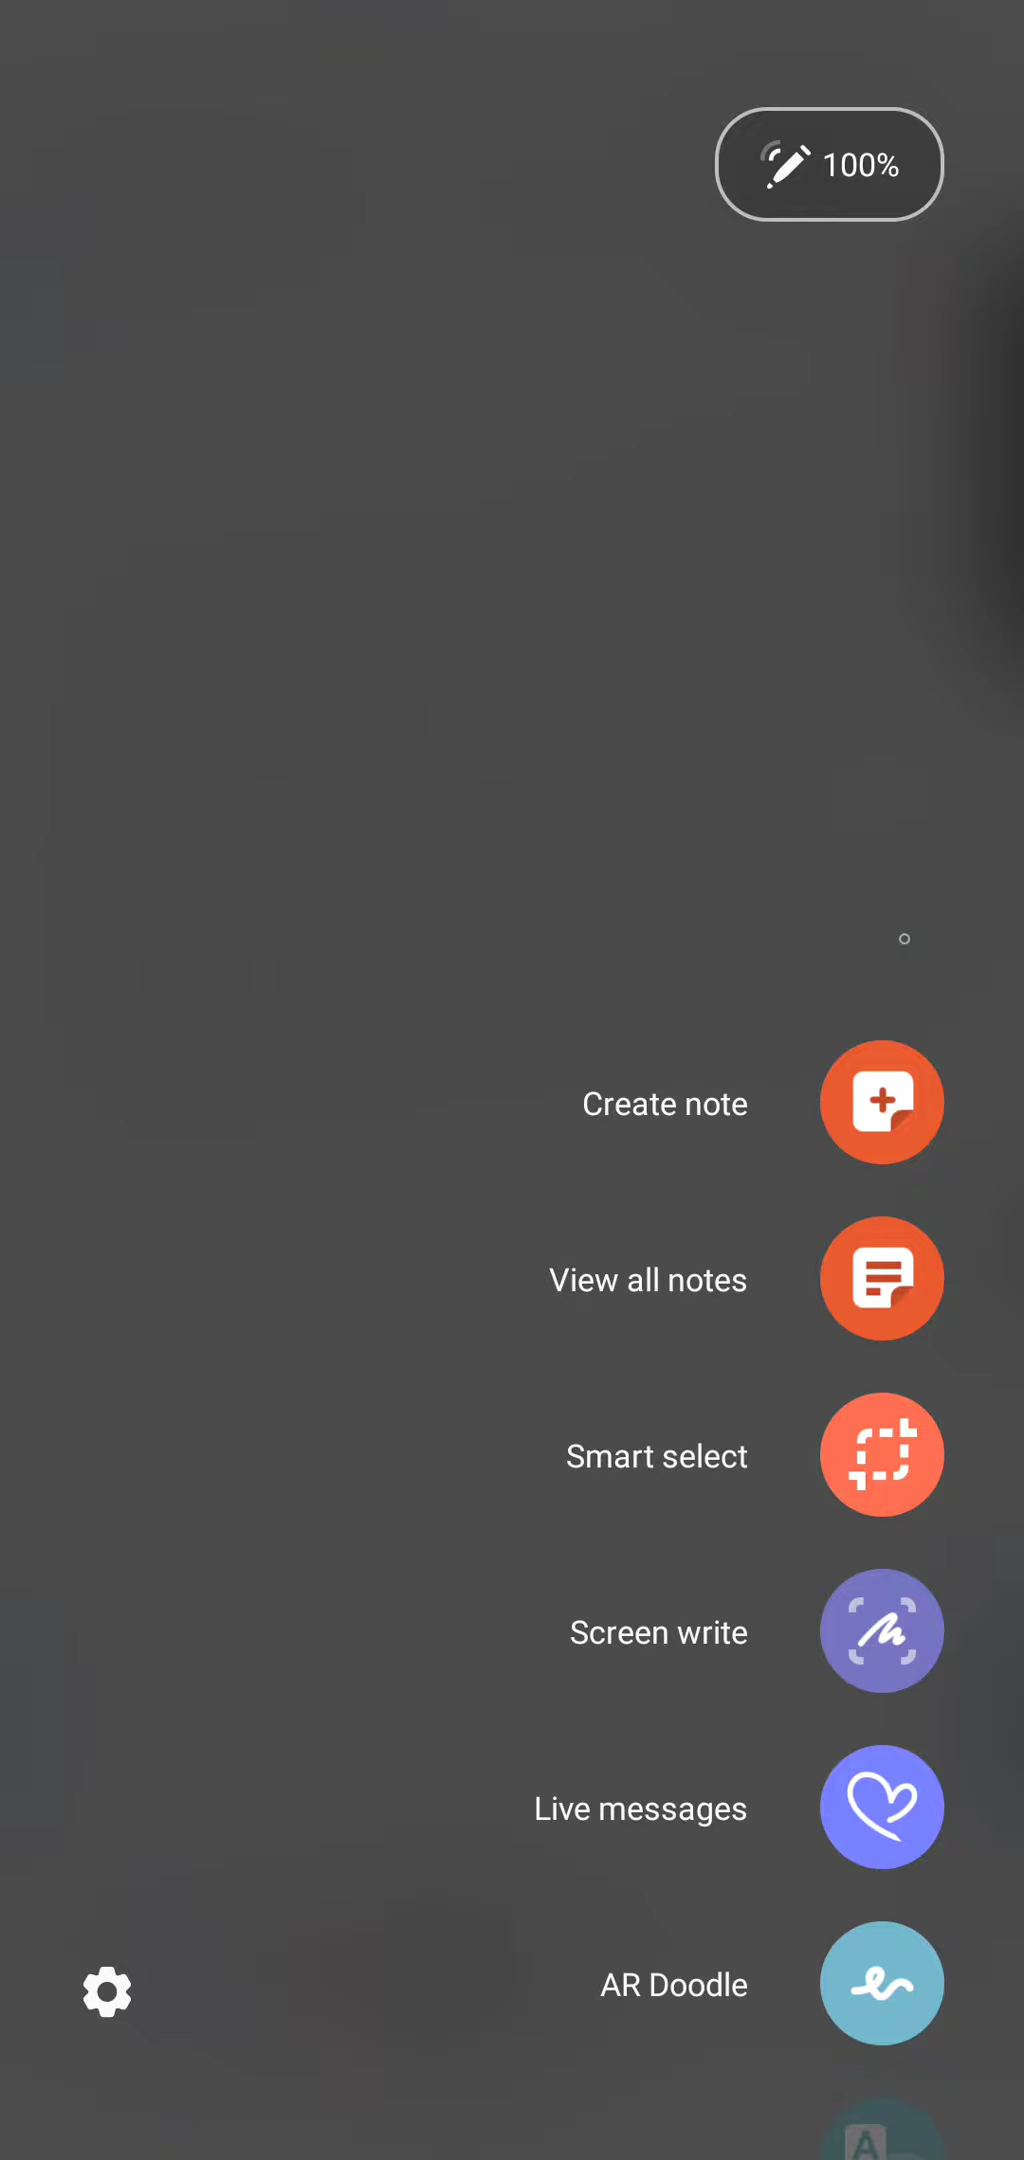 100%
Create note
View all notes
Smart select
Screen write
Live messages
AR Doodle
A